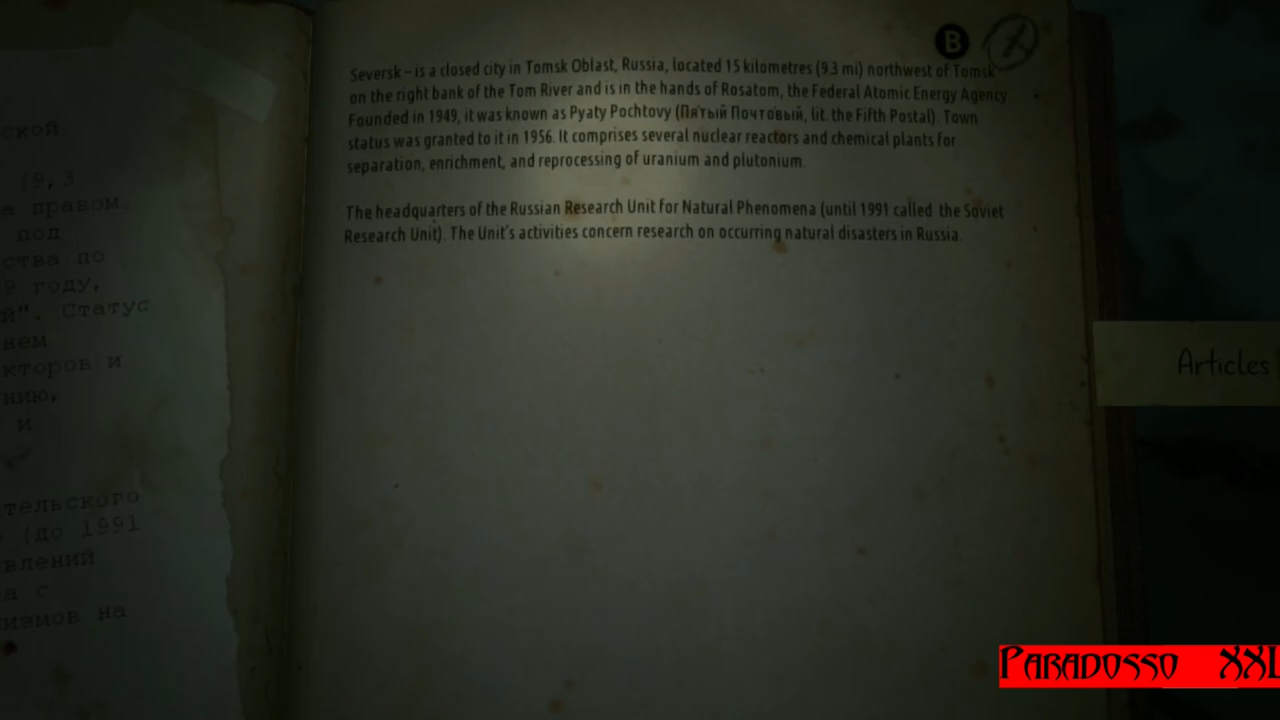 ской
(9,3
а правом
под
ства по
9 году,
й". Статус
нем
кторов и
нию,
и
тельского
(до 1991
влений
а с
измов на
B
Seversk – is a closed city in Tomsk Oblast, Russia, located 15 kilometres (9.3 mi) northwest of Tomsk
on the right bank of the Tom River and is in the hands of Rosatom, the Federal Atomic Energy Agency
Founded in 1949, it was known as Pyaty Pochtovy (Пятый Почтовый, lit. the Fifth Postal). Town
status was granted to it in 1956. It comprises several nuclear reactors and chemical plants for
separation, enrichment, and reprocessing of uranium and plutonium.
The headquarters of the Russian Research Unit for Natural Phenomena (until 1991 called the Soviet
Research Unit). The Unit's activities concern research on occurring natural disasters in Russia.
Articles
Paradosso XXL